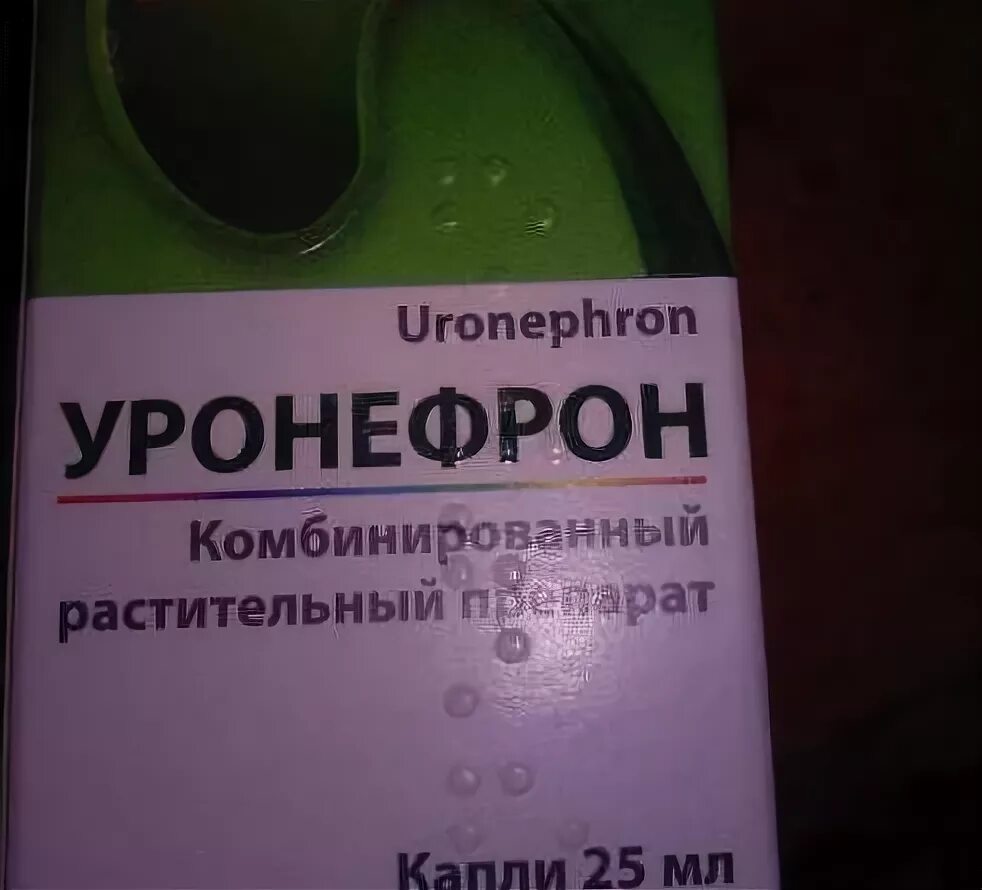 Uronephron
УРОНЕФРОН
Комбинированный
растительный препарат
Капли 25 мл